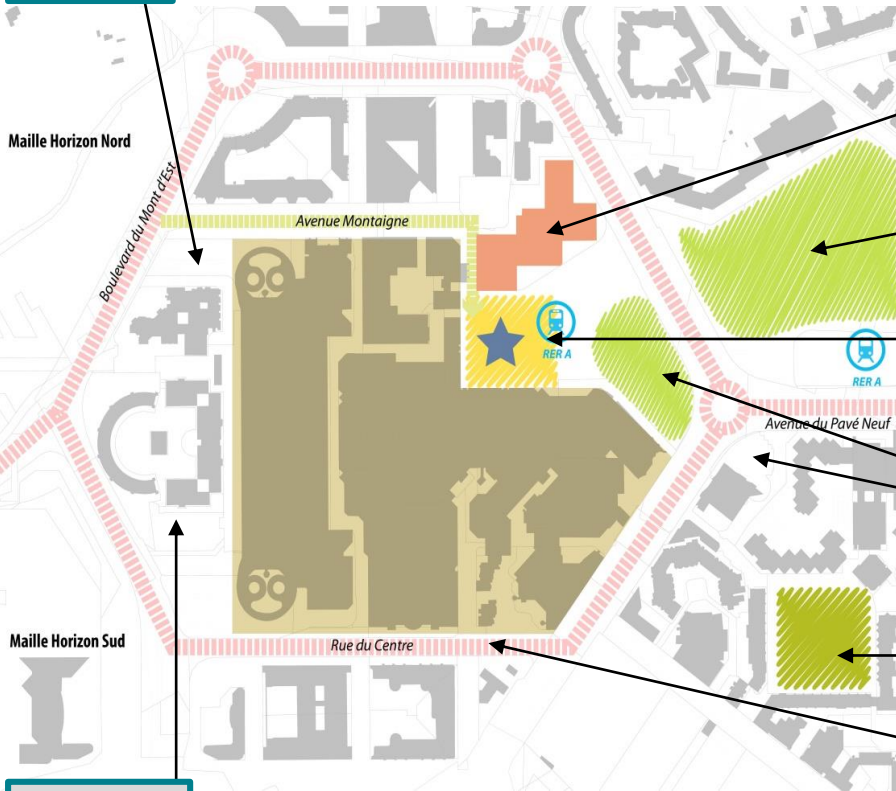 Maille Horizon Nord
Boulevard du Mont d'Est
Avenue Montaigne
RER A
RER A
Avenue du Pavé Neuf
Maille Horizon Sud
Rue du Centre